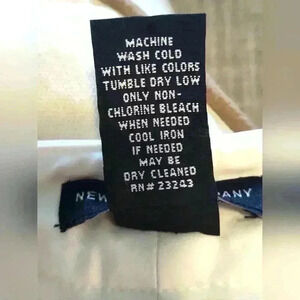 MACHINE
WASH COLD
WITH LIKE COLORS
TUMBLE DRY LOW
ONLY NON-
CHLORINE BLEACH
WHEN NEEDED
COOL IRON
IF NEEDED
MAY BE
DRY CLEANED
RN# 23243
NEW
ANY